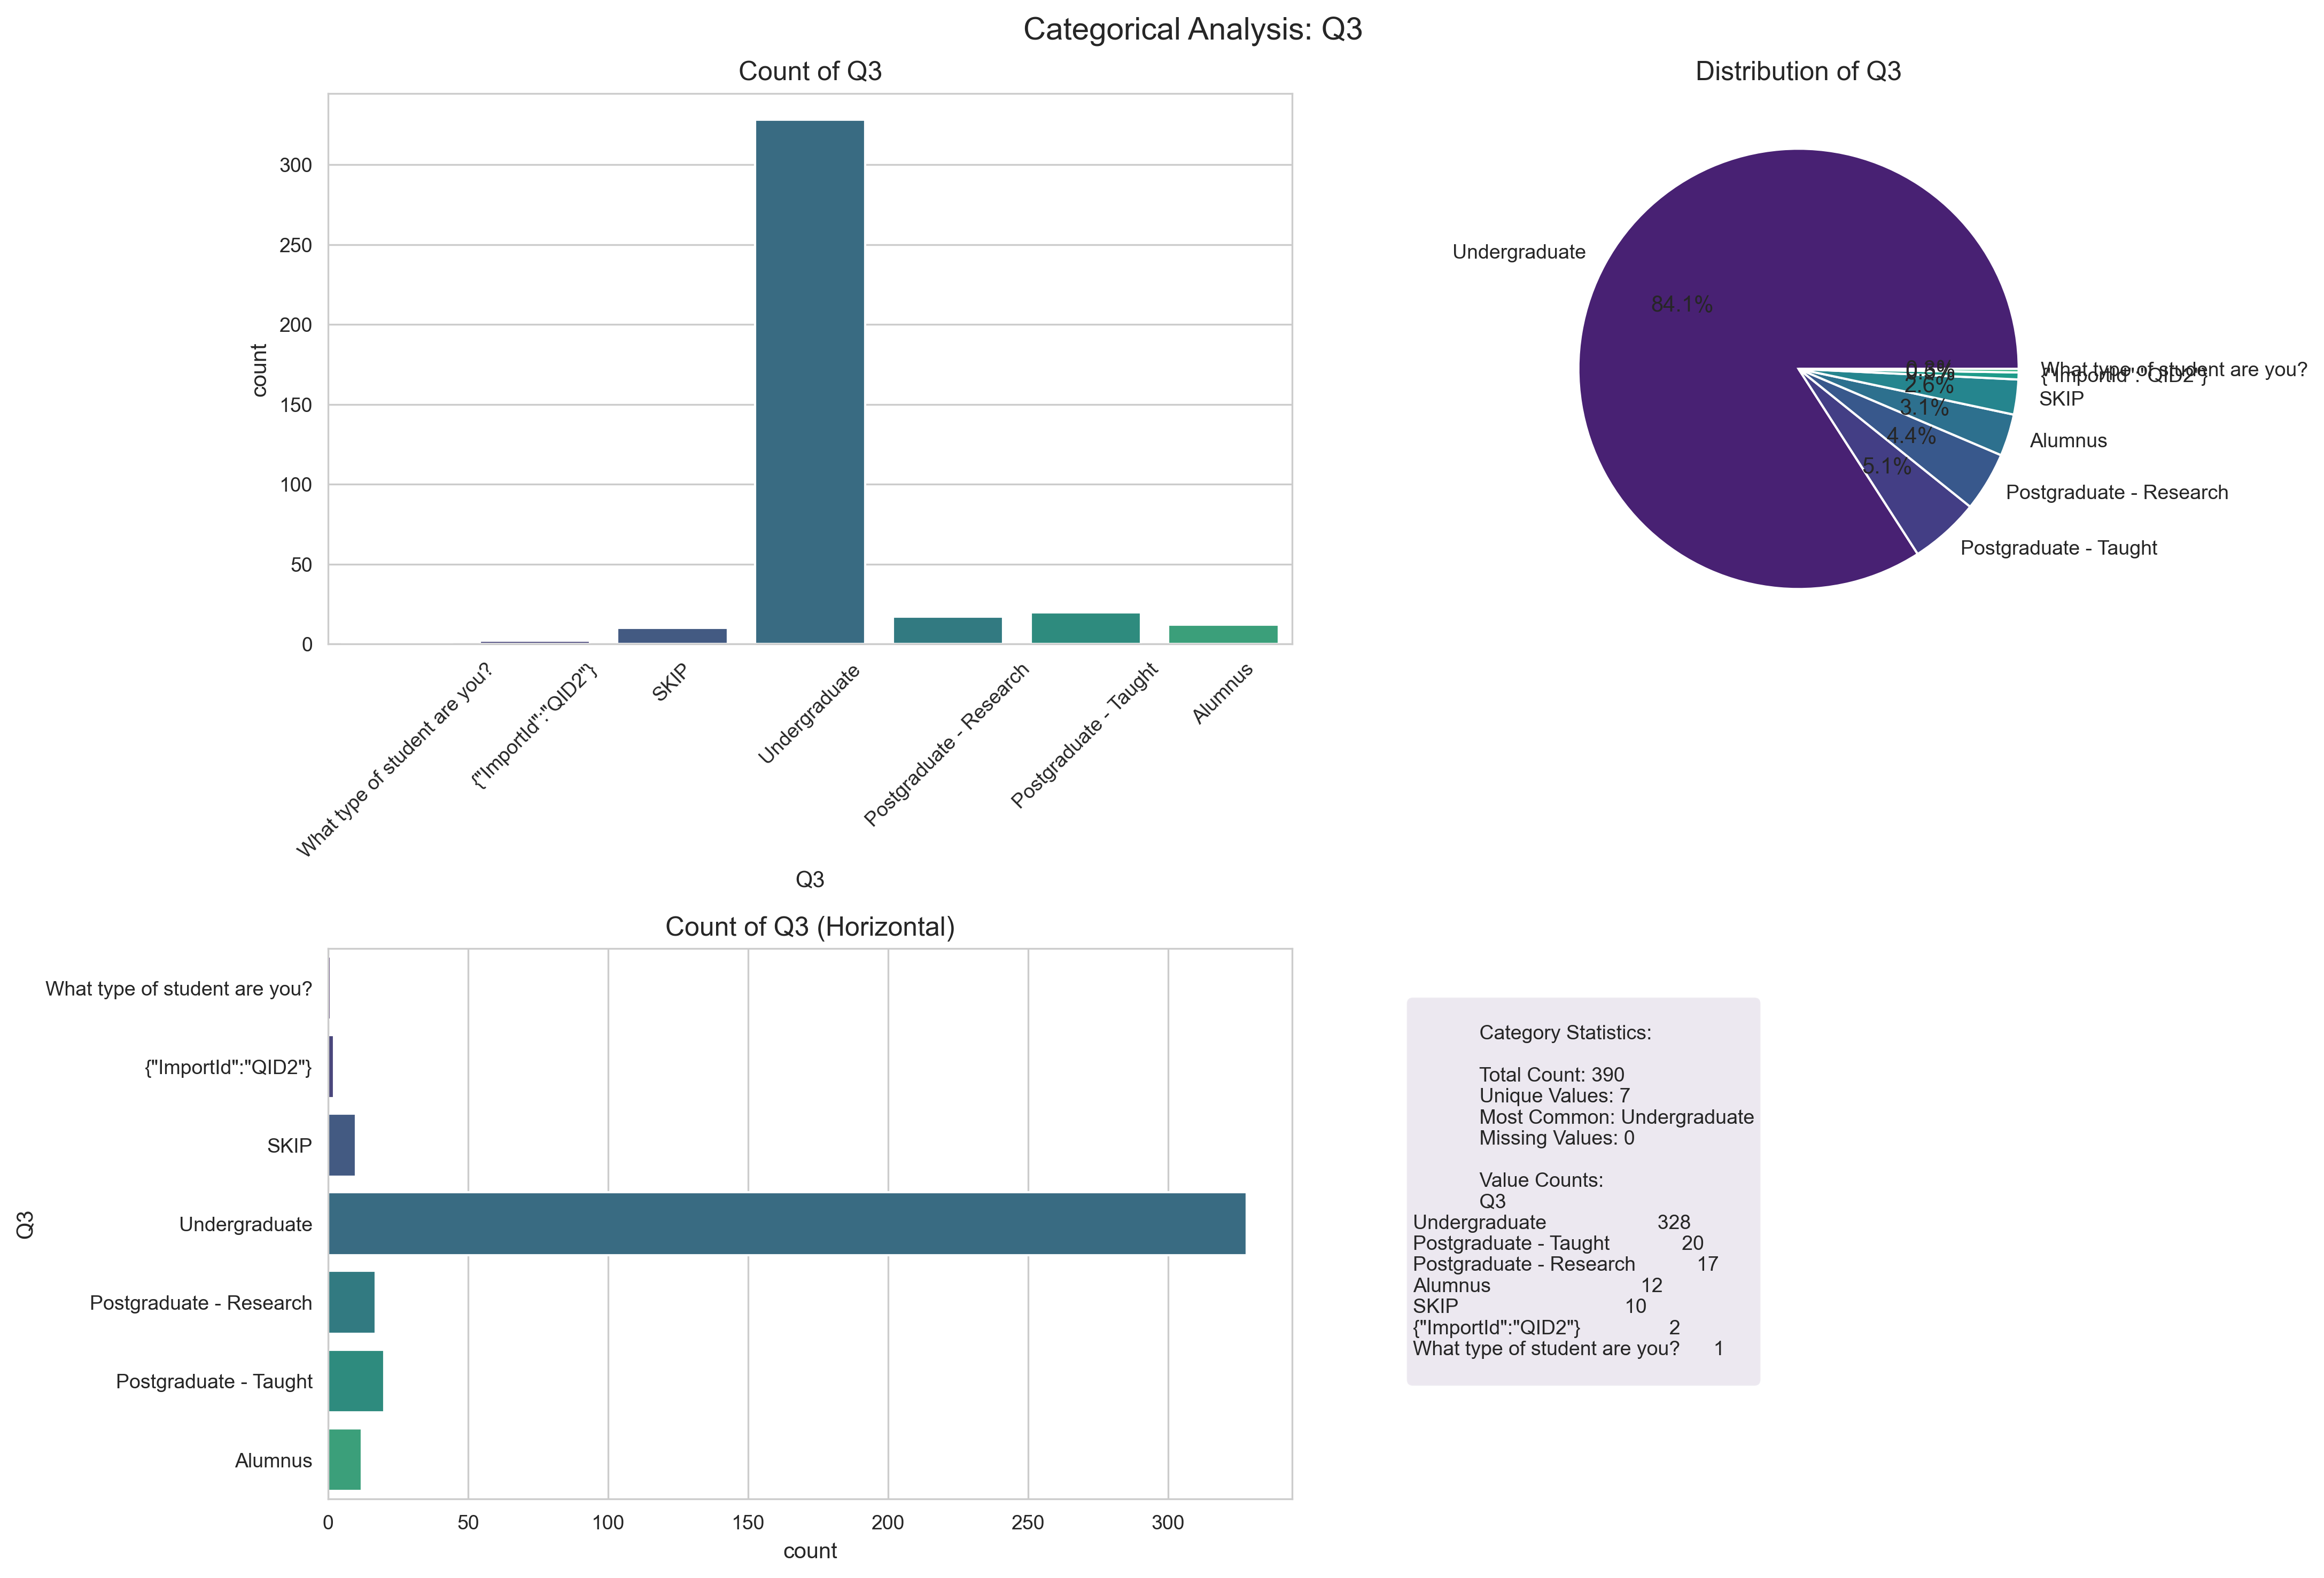 Categorical Analysis: Q3
Count of Q3
count
300
250
200
150
100
50
0
What type of student are you?
{"ImportId":"QID2"}
SKIP
Undergraduate
Postgraduate - Research
Postgraduate - Taught
Alumnus
Q3
Distribution of Q3
Undergraduate
84.1%
What type of student are you?
{"ImportId":"QID2"}
2.6%
SKIP
3.1%
Alumnus
4.4%
Postgraduate - Research
5.1%
Postgraduate - Taught
Count of Q3 (Horizontal)
Q3
What type of student are you?
{"ImportId":"QID2"}
SKIP
Undergraduate
Postgraduate - Research
Postgraduate - Taught
Alumnus
0 50 100 150 200 250 300
count
Category Statistics:
Total Count: 390
Unique Values: 7
Most Common: Undergraduate
Missing Values: 0
Value Counts:
Q3
Undergraduate 328
Postgraduate - Taught 20
Postgraduate - Research 17
Alumnus 12
SKIP 10
{"ImportId":"QID2"} 2
What type of student are you? 1